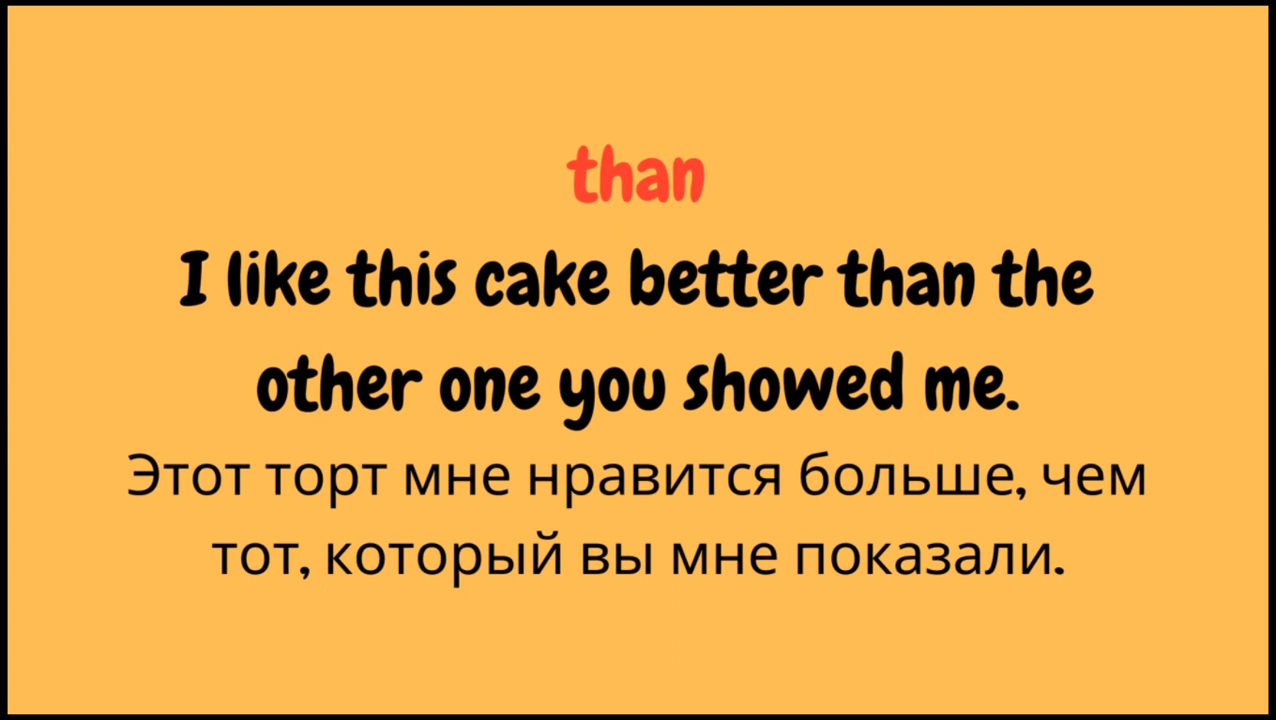 than
I like this cake better than the
other one you showed me.
Этот торт мне нравится больше, чем
тот, который вы мне показали.